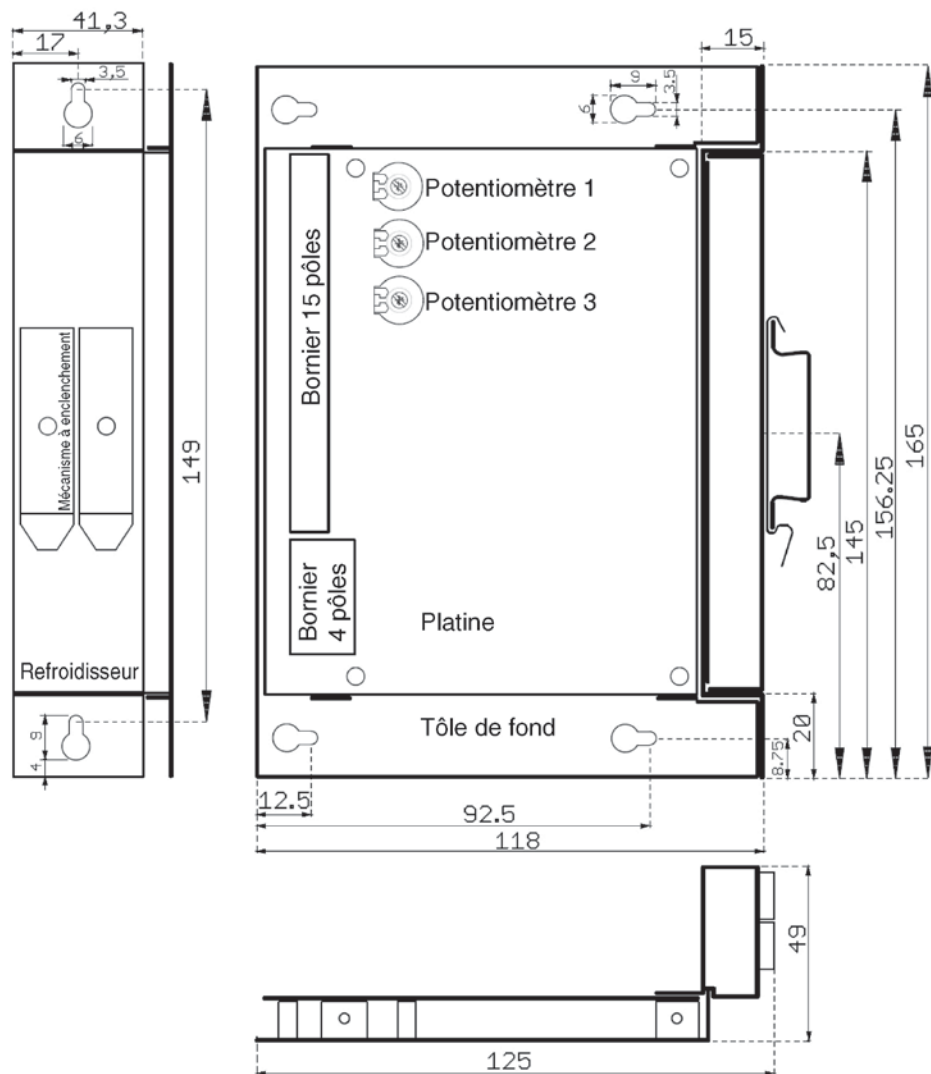 41,3
17
3,5
6
149
Mécanisme à enclenchement
Refroidisseur
9
4
15
9
3.5
6
Potentiomètre 1
Potentiomètre 2
Potentiomètre 3
Bornier 15 pôles
Bornier
4 pôles
Platine
Tôle de fond
82,5
145
156.25
165
20
8.75
12.5
92.5
118
49
125